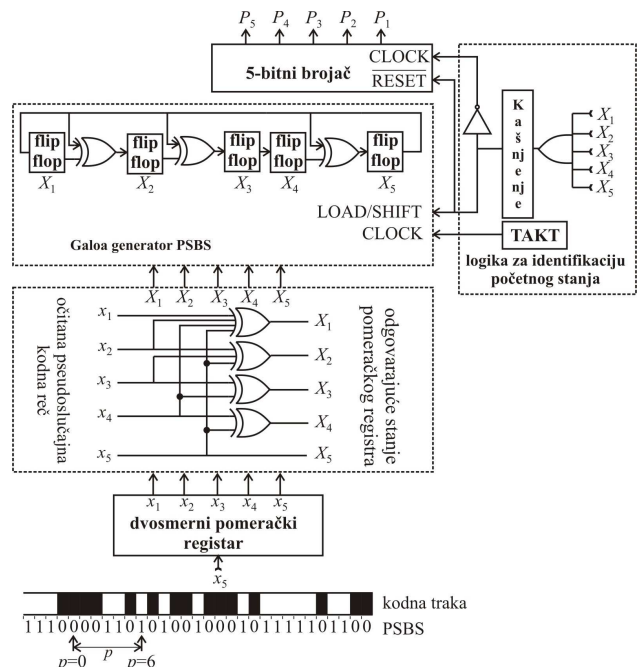 P5 P4 P3 P2 P1
5-bitni brojač
CLOCK
RESET
flip flop
flip flop
flip flop
flip flop
flip flop
X1 X2 X3 X4 X5
LOAD/SHIFT
CLOCK
Galoa generator PSBS
Kašnjenje
X1
X2
X3
X4
X5
TAKT
logika za identifikaciju
početnog stanja
X1 X2 X3 X4 X5
očitana pseudoslučajna
kodna reč
x1
x2
x3
x4
x5
X1
X2
X3
X4
X5
odgovarajuće stanje
pomeračkog registra
x1 x2 x3 x4 x5
dvosmerni pomerački
registar
x5
kodna traka
1110000110101001000101111101100 PSBS
p
p=0 p=6